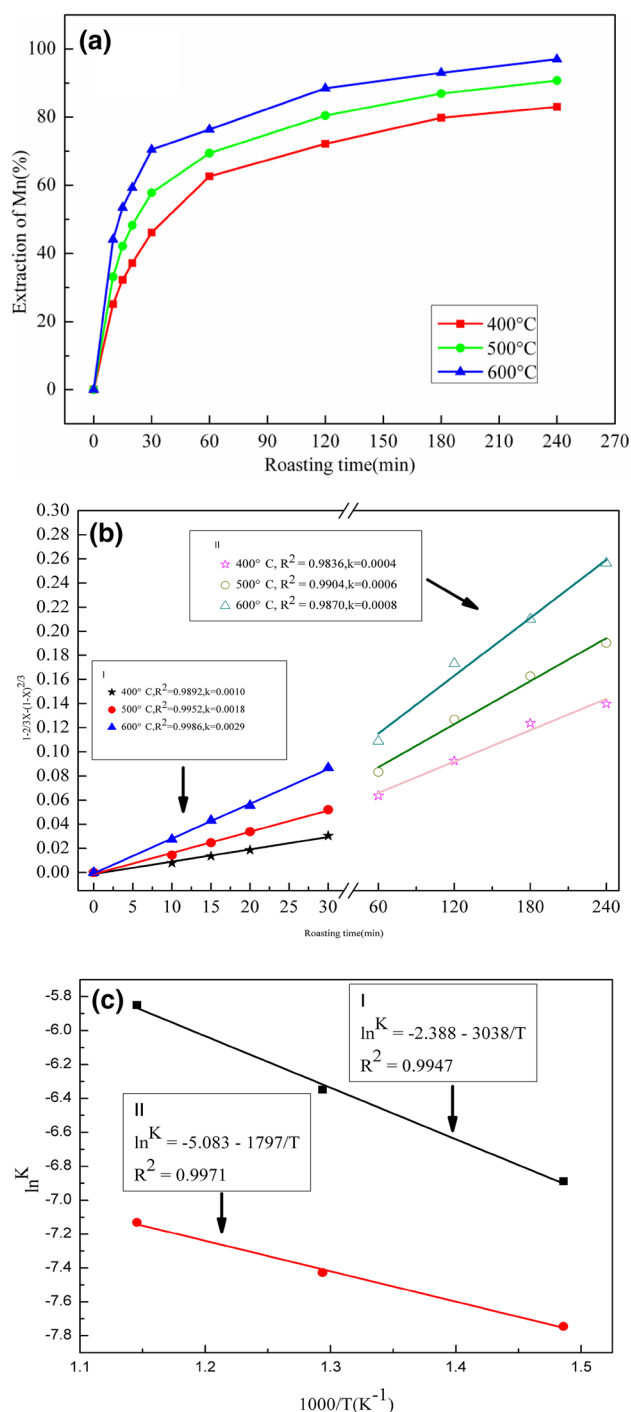 (a)
100
80
60
40
20
0
Extraction of Mn(%)
400°C
500°C
600°C
0 30 60 90 120 150 180 210 240 270
Roasting time(min)
(b)
0.30
0.28
0.26
0.24
0.22
0.20
0.18
0.16
0.14
0.12
0.10
0.08
0.06
0.04
0.02
0.00
1-2/3X-(1-X)2/3
II
400° C, R2 = 0.9836,k=0.0004
500° C, R2 = 0.9904,k=0.0006
600° C, R2 = 0.9870,k=0.0008
I
400° C,R2=0.9892,k=0.0010
500° C,R2=0.9952,k=0.0018
600° C,R2=0.9986,k=0.0029
0 5 10 15 20 25 30 60 120 180 240
Roasting time(min)
(c)
-5.8
-6.0
-6.2
-6.4
-6.6
-6.8
-7.0
-7.2
-7.4
-7.6
-7.8
lnK
I
lnK = -2.388 - 3038/T
R2 = 0.9947
II
lnK = -5.083 - 1797/T
R2 = 0.9971
1.1 1.2 1.3 1.4 1.5
1000/T(K-1)